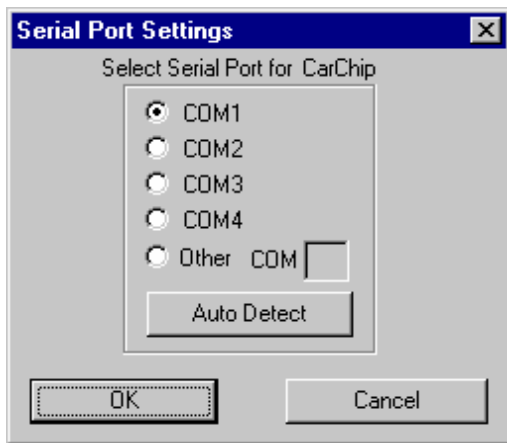 Serial Port Settings
Select Serial Port for CarChip
COM1
COM2
COM3
COM4
Other COM
Auto Detect
OK Cancel